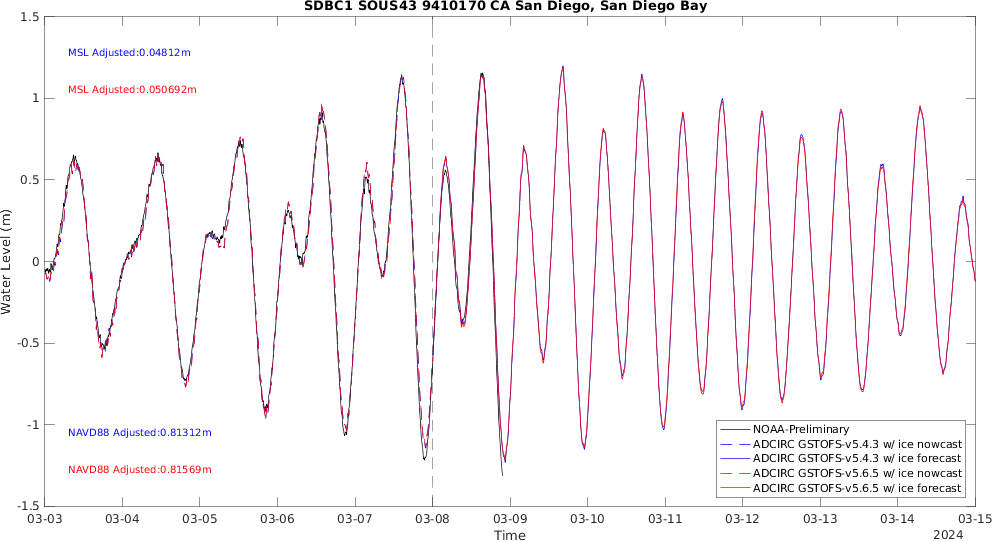 SDBC1 SOUS43 9410170 CA San Diego, San Diego Bay
1.5
MSL Adjusted:0.04812m
MSL Adjusted:0.050692m
1
0.5
Water Level (m)
0
-0.5
-1
NAVD88 Adjusted:0.81312m
NAVD88 Adjusted:0.81569m
-1.5
NOAA-Preliminary
ADCIRC GSTOFS-v5.4.3 w/ ice nowcast
ADCIRC GSTOFS-v5.4.3 w/ ice forecast
ADCIRC GSTOFS-v5.6.5 w/ ice nowcast
ADCIRC GSTOFS-v5.6.5 w/ ice forecast
03-03 03-04 03-05 03-06 03-07 03-08 03-09 03-10 03-11 03-12 03-13 03-14 03-15
Time
2024